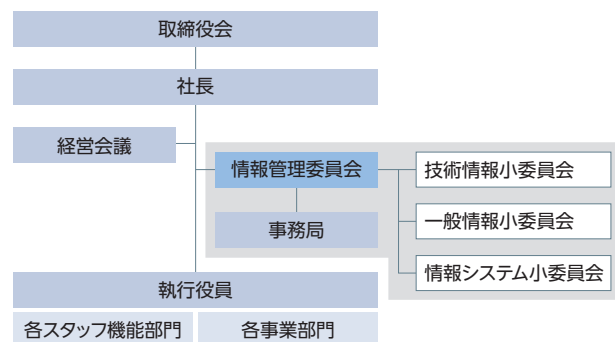 取締役会
社長
経営会議
情報管理委員会
技術情報小委員会
事務局
一般情報小委員会
情報システム小委員会
執行役員
各スタッフ機能部門
各事業部門